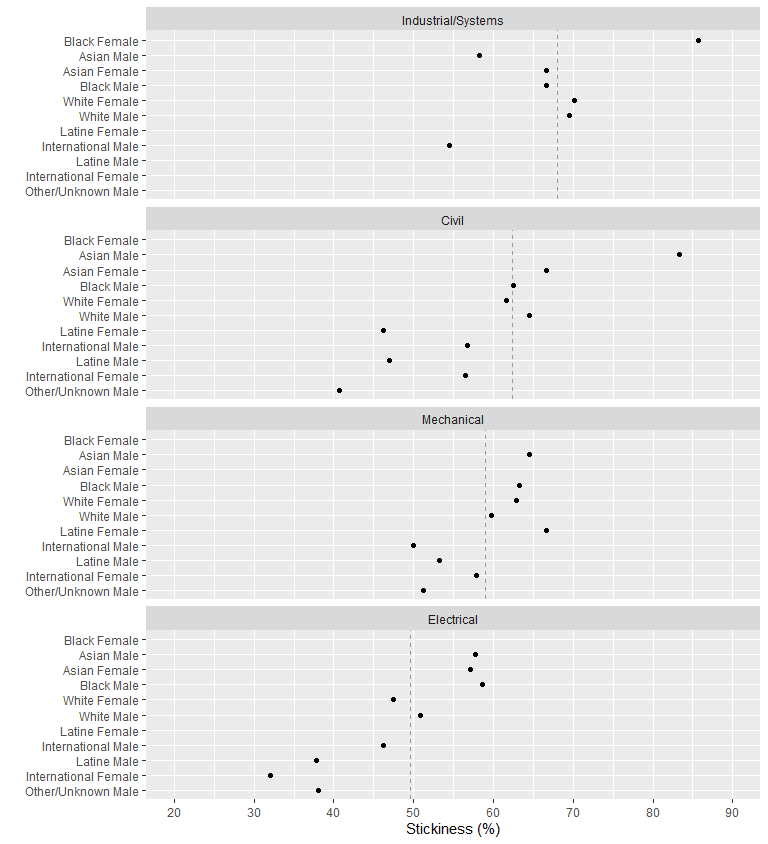 Industrial/Systems
Black Female
Asian Male
Asian Female
Black Male
White Female
White Male
Latine Female
International Male
Latine Male
International Female
Other/Unknown Male
Civil
Black Female
Asian Male
Asian Female
Black Male
White Female
White Male
Latine Female
International Male
Latine Male
International Female
Other/Unknown Male
Mechanical
Black Female
Asian Male
Asian Female
Black Male
White Female
White Male
Latine Female
International Male
Latine Male
International Female
Other/Unknown Male
Electrical
Black Female
Asian Male
Asian Female
Black Male
White Female
White Male
Latine Female
International Male
Latine Male
International Female
Other/Unknown Male
20 30 40 50 60 70 80 90
Stickiness (%)